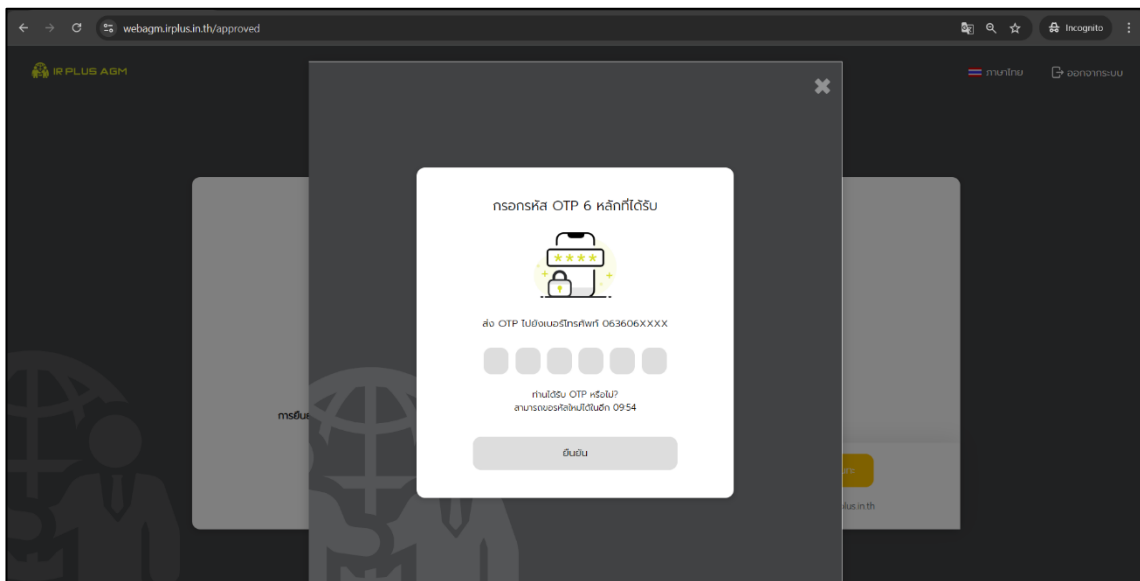 webagm.irplus.in.th/approved
Incognito
IR PLUS AGM
ภาษาไทย
ออกจากระบบ
กรอกรหัส OTP 6 หลักที่ได้รับ
****
ส่ง OTP ไปยังเบอร์โทรศัพท์ 063606XXXX
ท่านได้รับ OTP หรือไม่?
สามารถขอรหัสใหม่ได้ในอีก 09:54
ยืนยัน